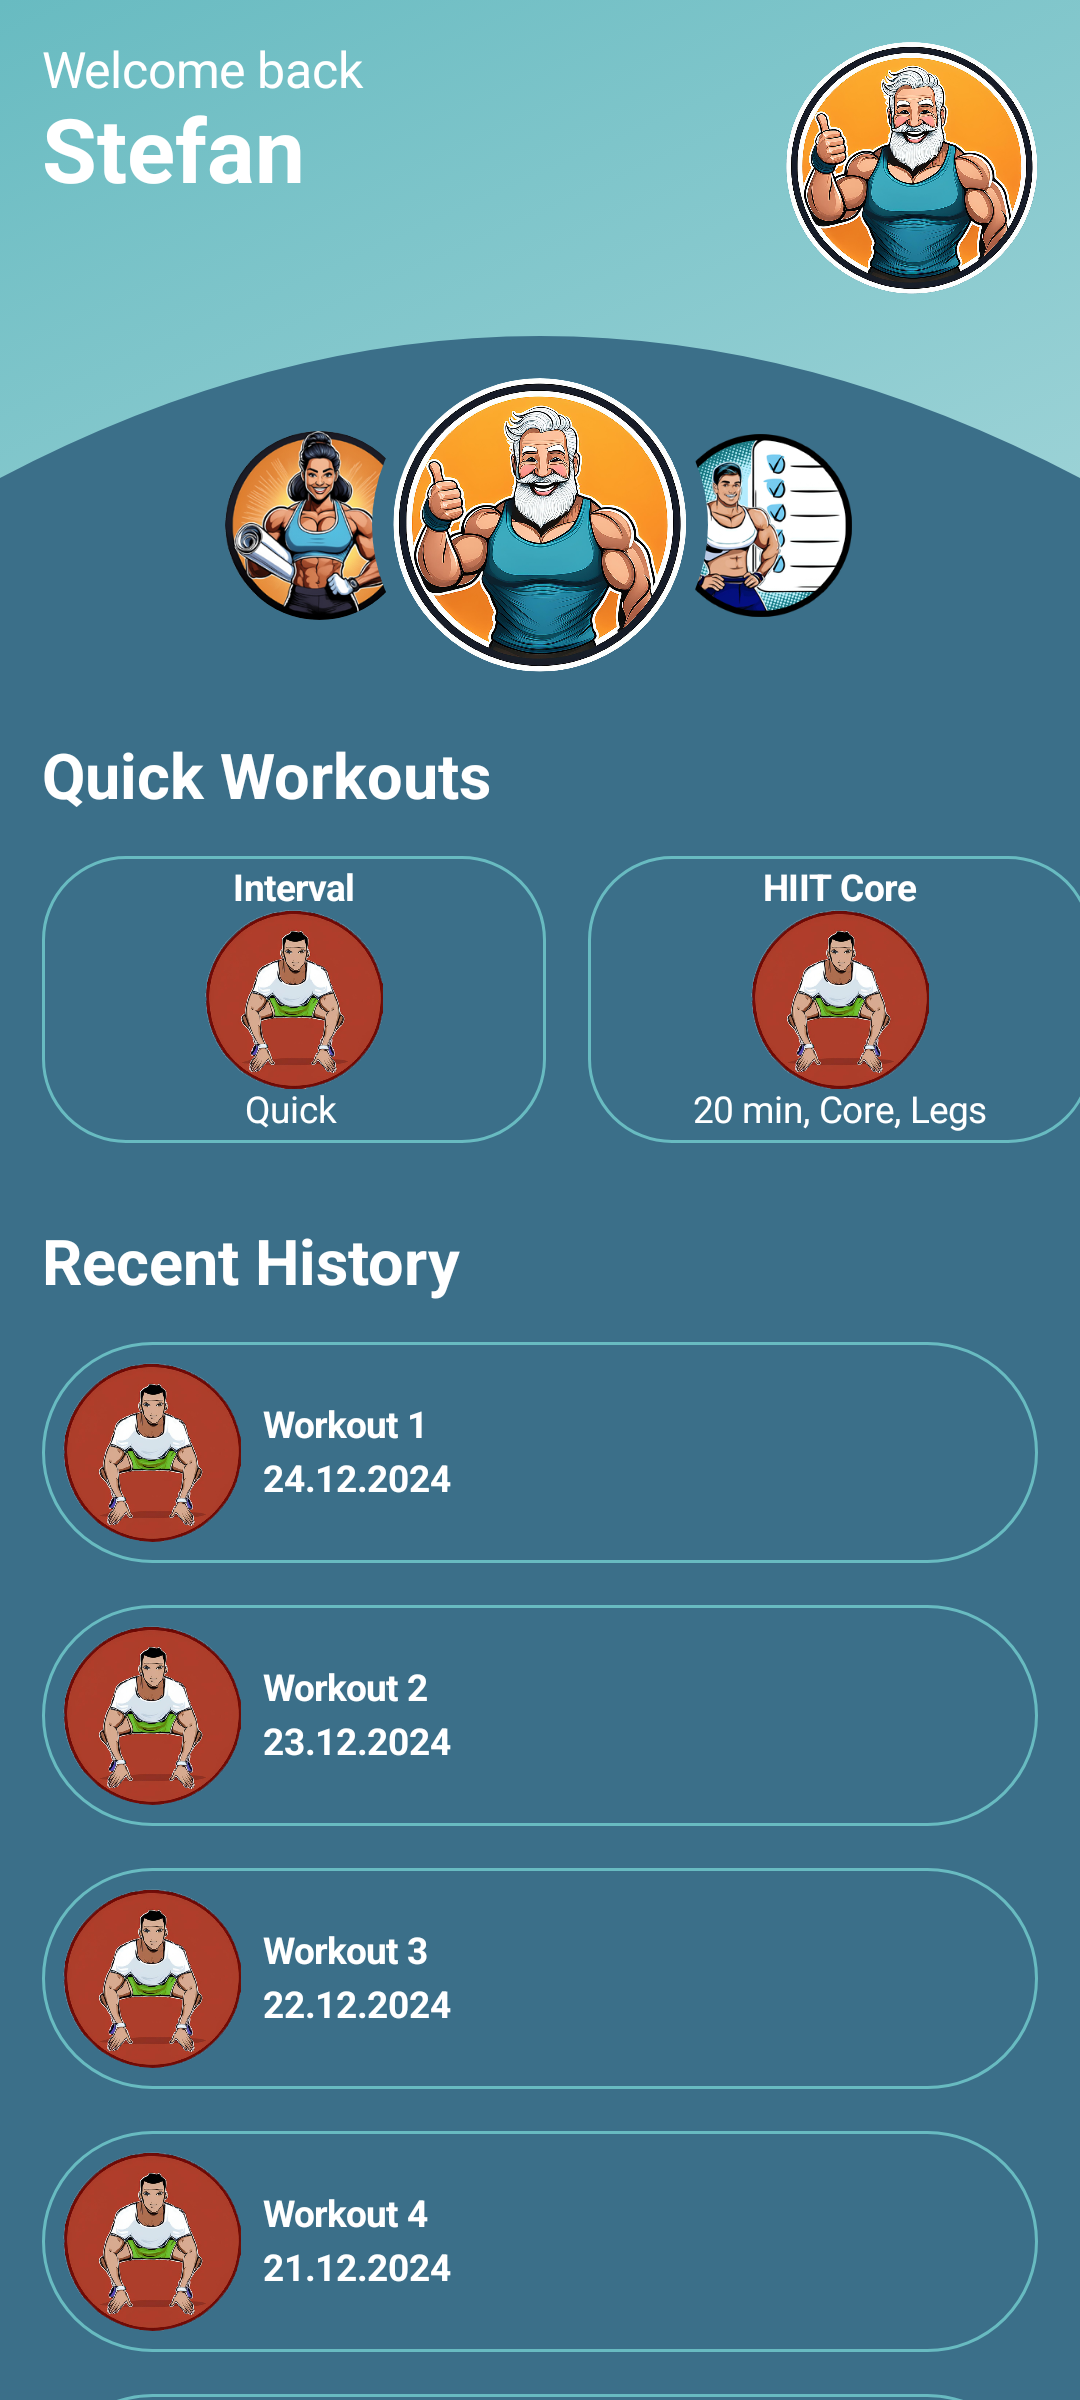 Welcome back
Stefan
Quick Workouts
Interval
Quick
HIIT Core
20 min, Core, Legs
Recent History
Workout 1
24.12.2024
Workout 2
23.12.2024
Workout 3
22.12.2024
Workout 4
21.12.2024